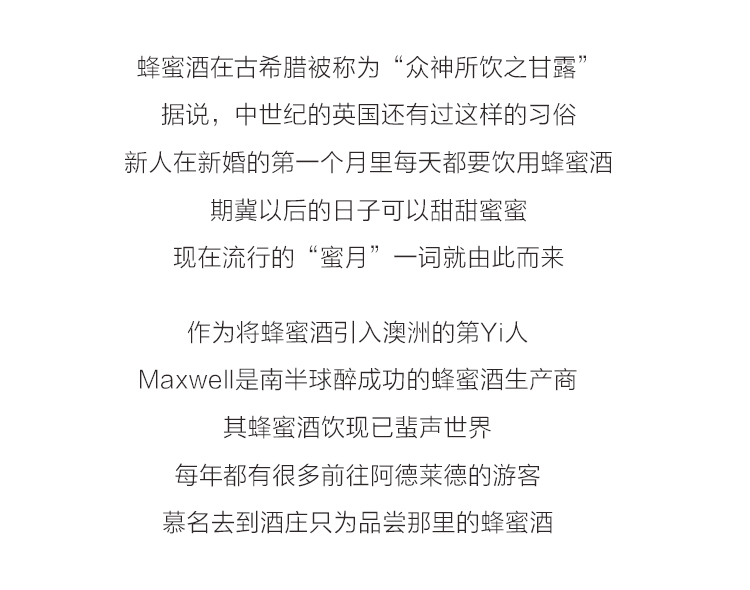 蜂蜜酒在古希腊被称为“众神所饮之甘露”
据说，中世纪的英国还有过这样的习俗
新人在新婚的第一个月里每天都要饮用蜂蜜酒
期冀以后的日子可以甜甜蜜蜜
现在流行的“蜜月”一词就由此而来
作为将蜂蜜酒引入澳洲的第Yi人
Maxwell是南半球醉成功的蜂蜜酒生产商
其蜂蜜酒饮现已蜚声世界
每年都有很多前往阿德莱德的游客
慕名去到酒庄只为品尝那里的蜂蜜酒